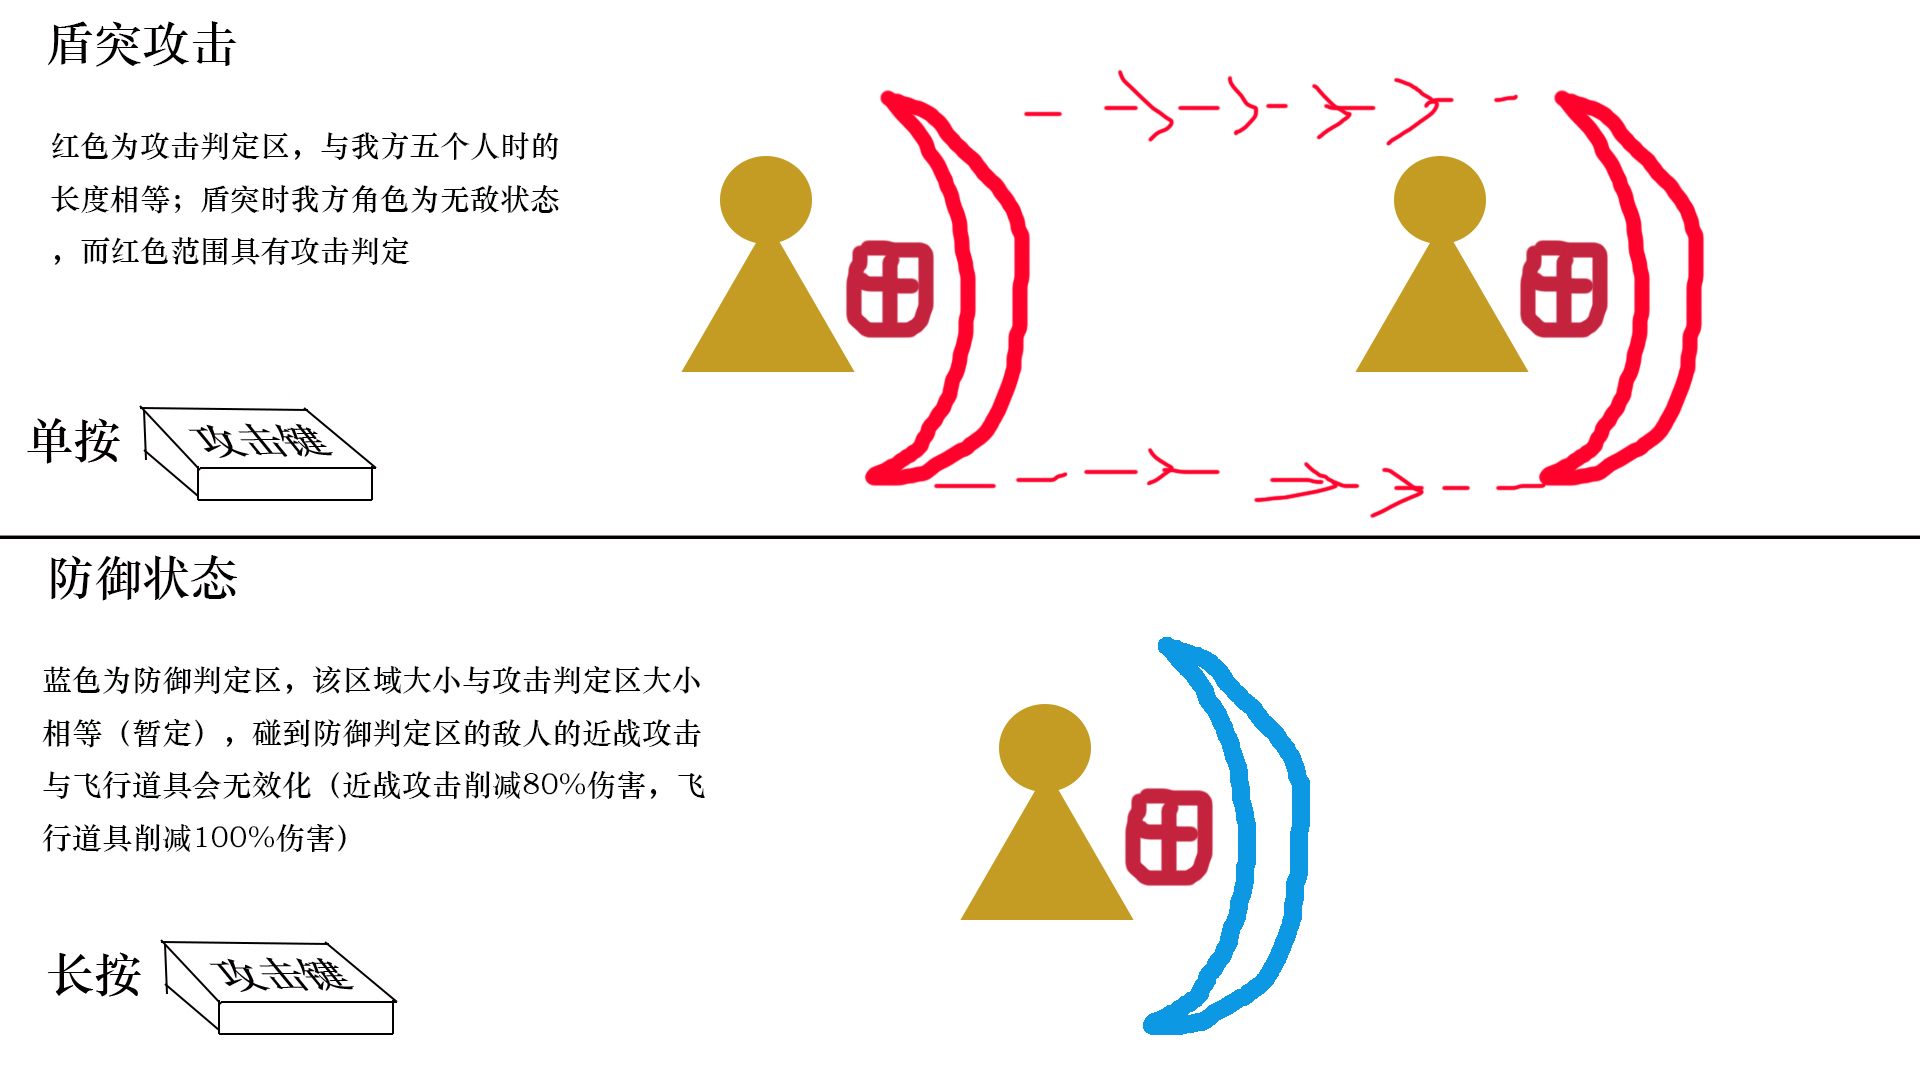 盾突攻击
红色为攻击判定区，与我方五个人时的
长度相等；盾突时我方角色为无敌状态
，而红色范围具有攻击判定
单按 攻击键
防御状态
蓝色为防御判定区，该区域大小与攻击判定区大小
相等（暂定），碰到防御判定区的敌人的近战攻击
与飞行道具会无效化（近战攻击削减80%伤害，飞
行道具削减100%伤害）
长按 攻击键